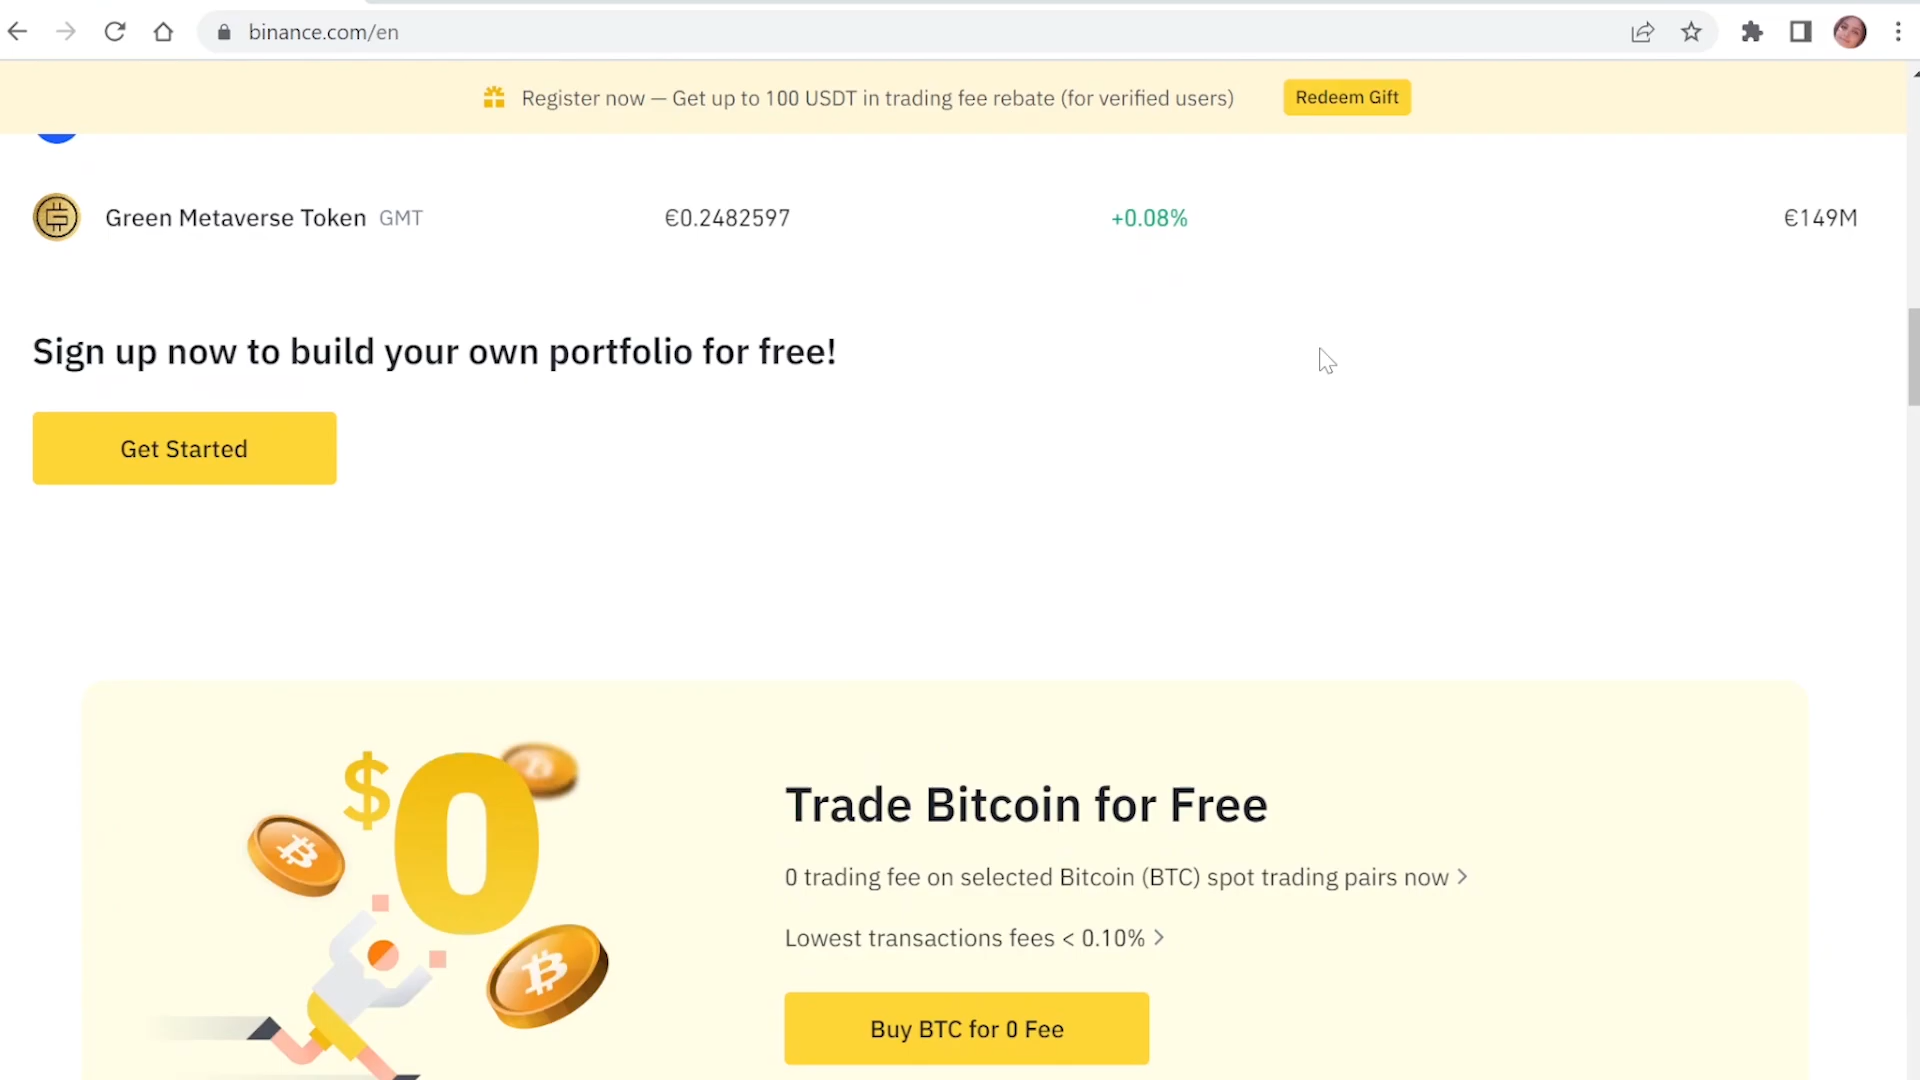 binance.com/en
Register now — Get up to 100 USDT in trading fee rebate (for verified users)
Redeem Gift
Green Metaverse Token GMT €0.2482597 +0.08% €149M
Sign up now to build your own portfolio for free!
Get Started
$0
Trade Bitcoin for Free
0 trading fee on selected Bitcoin (BTC) spot trading pairs now >
Lowest transactions fees < 0.10% >
Buy BTC for 0 Fee